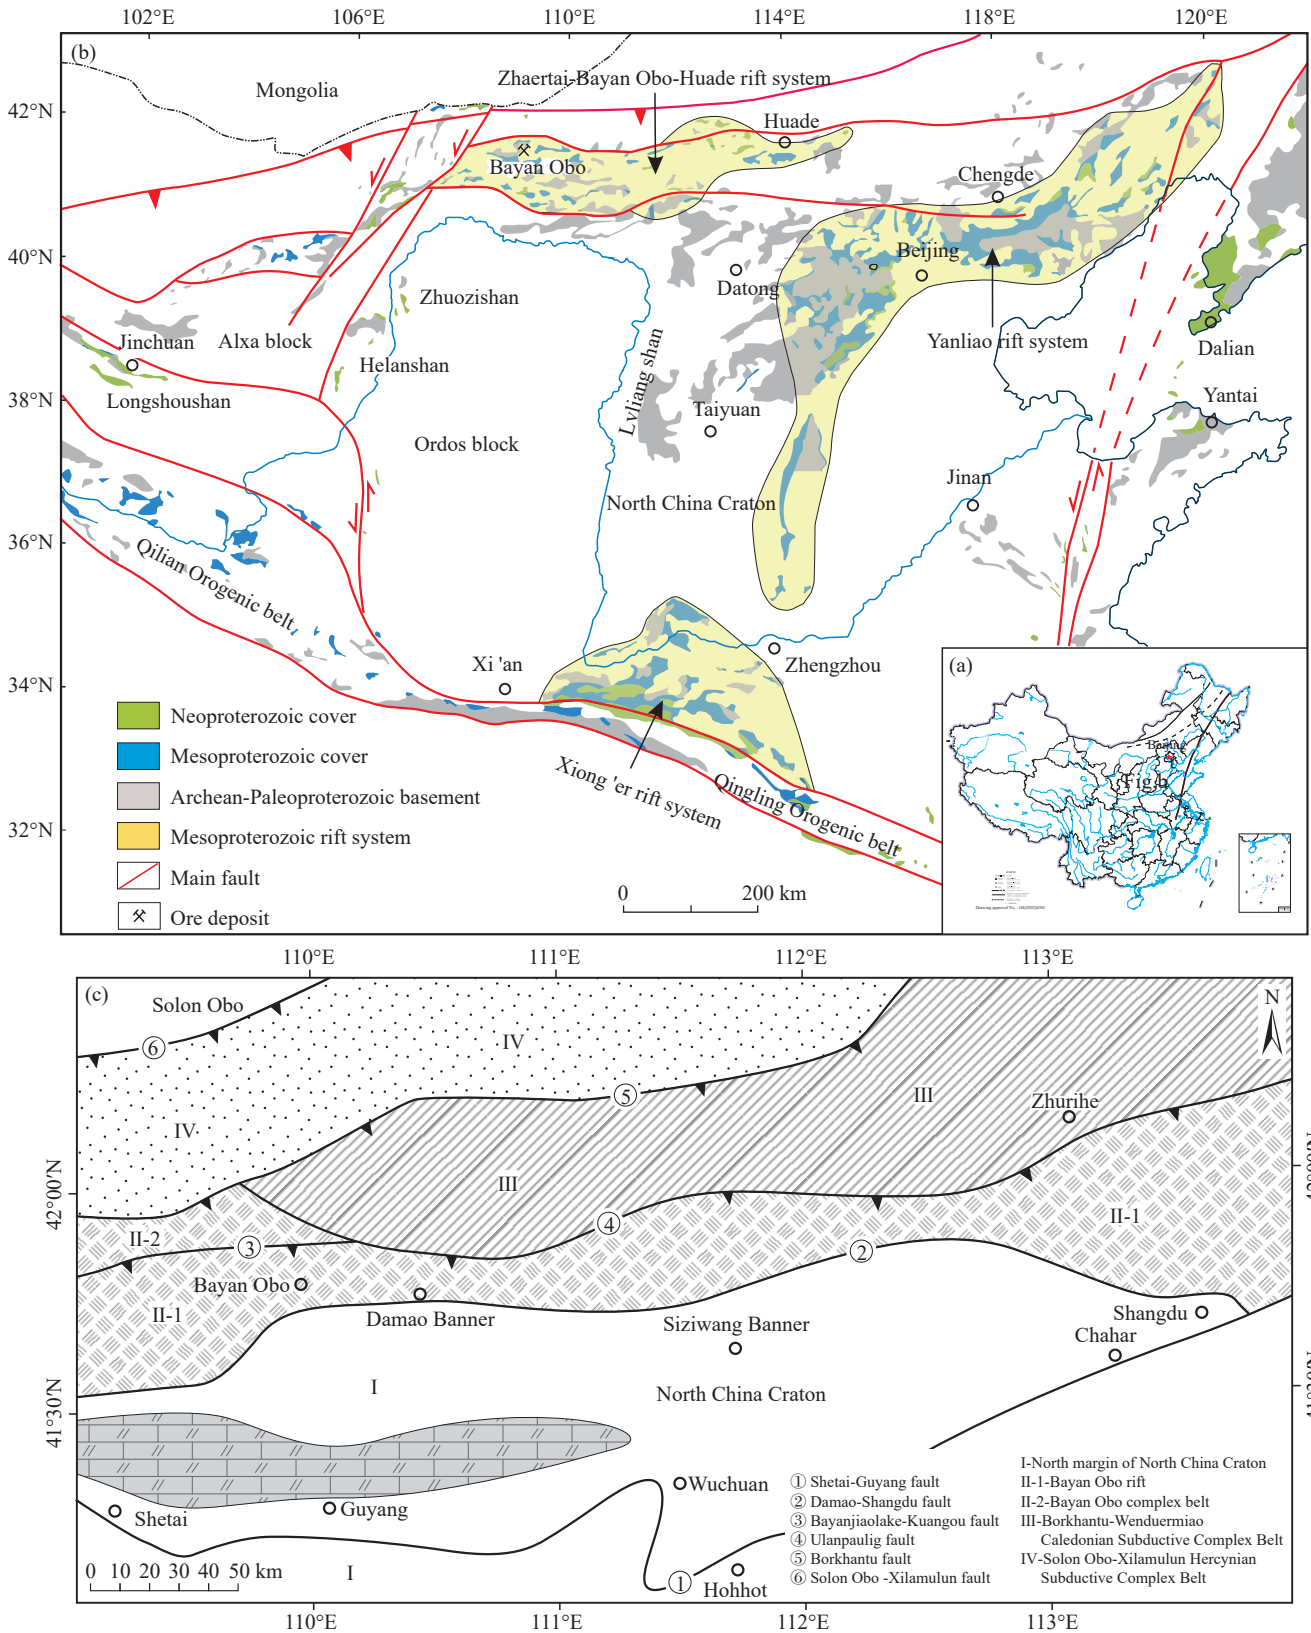 102°E 106°E 110°E 114°E 118°E 120°E
(b)
Mongolia
Zhaertai-Bayan Obo-Huade rift system
42°N
Huade
Bayan Obo
Chengde
40°N
Beijing
Datong
Zhuozishan
Jinchuan
Alxa block
Yanliao rift system
Dalian
Helanshan
Lvliang shan
38°N
Longshoushan
Taiyuan
Yantai
Ordos block
Jinan
North China Craton
36°N
Qilian Orogenic belt
Xi 'an
Zhengzhou
34°N
Neoproterozoic cover
Mesoproterozoic cover
Archean-Paleoproterozoic basement
Mesoproterozoic rift system
Main fault
Ore deposit
Xiong 'er rift system
Qingling Orogenic belt
32°N
0 200 km
(a)
Beijing
Fig.b
110°E 111°E 112°E 113°E
(c)
Solon Obo
N
⑥
IV
⑤
III
Zhurihe
IV
III
42°00′N
④
II-1
II-2
③
②
Bayan Obo
II-1
Damao Banner
Siziwang Banner
Shangdu
Chahar
I
North China Craton
41°30′N
Wuchuan
Shetai
Guyang
0 10 20 30 40 50 km
I
①
Hohhot
① Shetai-Guyang fault
② Damao-Shangdu fault
③ Bayanjiaolake-Kuangou fault
④ Ulanpaulig fault
⑤ Borkhantu fault
⑥ Solon Obo -Xilamulun fault
I-North margin of North China Craton
II-1-Bayan Obo rift
II-2-Bayan Obo complex belt
III-Borkhantu-Wenduermiao
Caledonian Subductive Complex Belt
IV-Solon Obo-Xilamulun Hercynian
Subductive Complex Belt
110°E 111°E 112°E 113°E